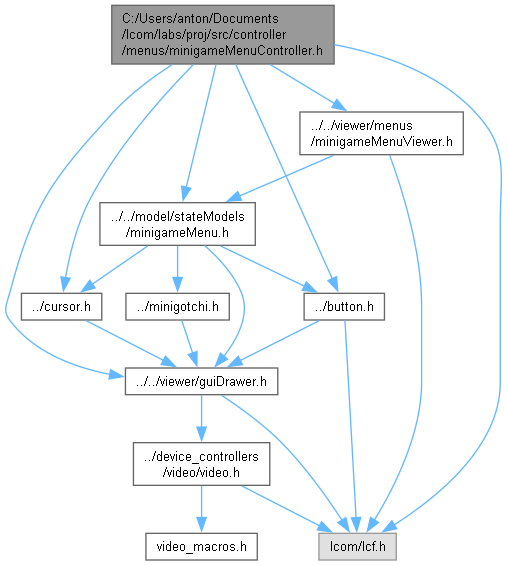 C:/Users/anton/Documents
/lcom/labs/proj/src/controller
/menus/minigameMenuController.h
../../viewer/menus
/minigameMenuViewer.h
../../model/stateModels
/minigameMenu.h
../cursor.h
../minigotchi.h
../button.h
../../viewer/guiDrawer.h
../device_controllers
/video/video.h
video_macros.h
lcom/lcf.h